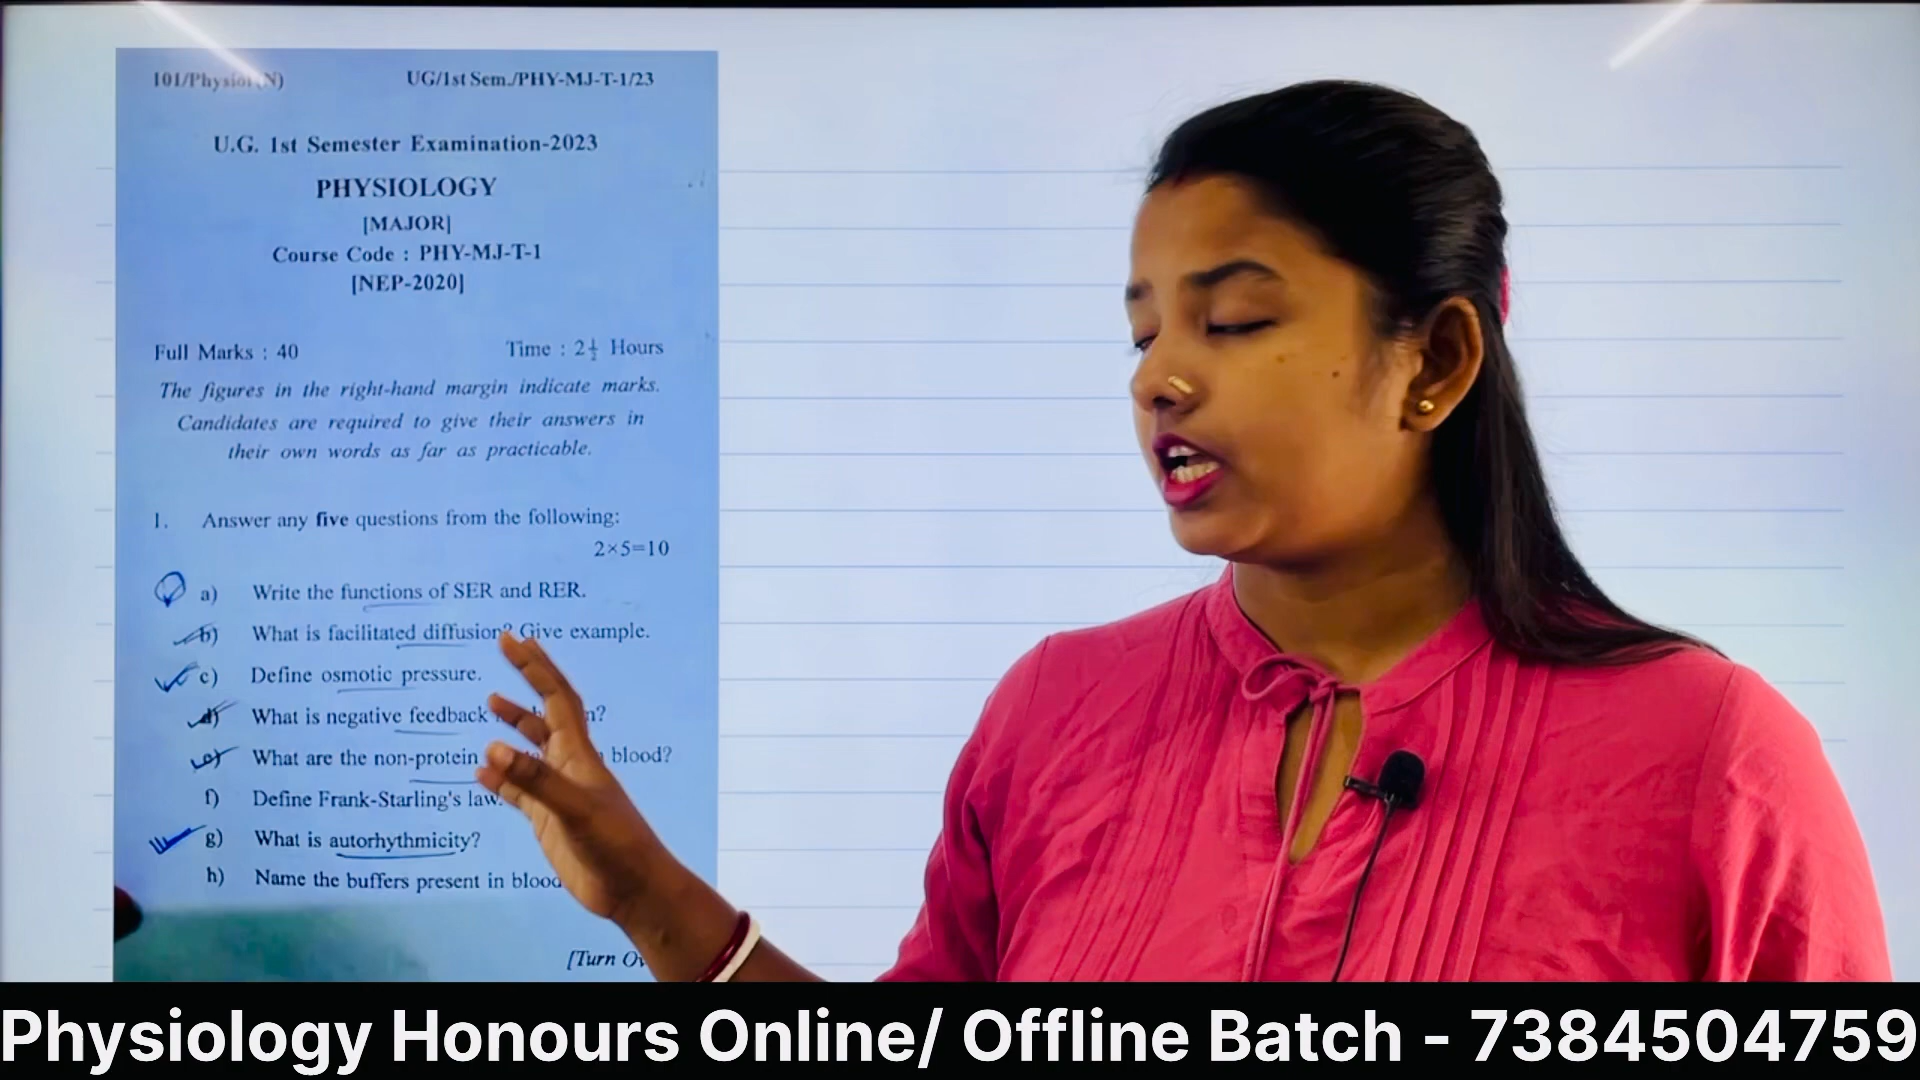 101/Physiol (N) UG/1st Sem./PHY-MJ-T-1/23
U.G. 1st Semester Examination-2023
PHYSIOLOGY
[MAJOR]
Course Code : PHY-MJ-T-1
[NEP-2020]
Full Marks : 40 Time : 2½ Hours
The figures in the right-hand margin indicate marks.
Candidates are required to give their answers in
their own words as far as practicable.
1. Answer any five questions from the following:
2×5=10
a) Write the functions of SER and RER.
b) What is facilitated diffusion? Give example.
c) Define osmotic pressure.
d) What is negative feedback
e) What are the non-protein blood?
f) Define Frank-Starling's law.
g) What is autorhythmicity?
h) Name the buffers present in blood
[Turn
Physiology Honours Online/ Offline Batch - 7384504759